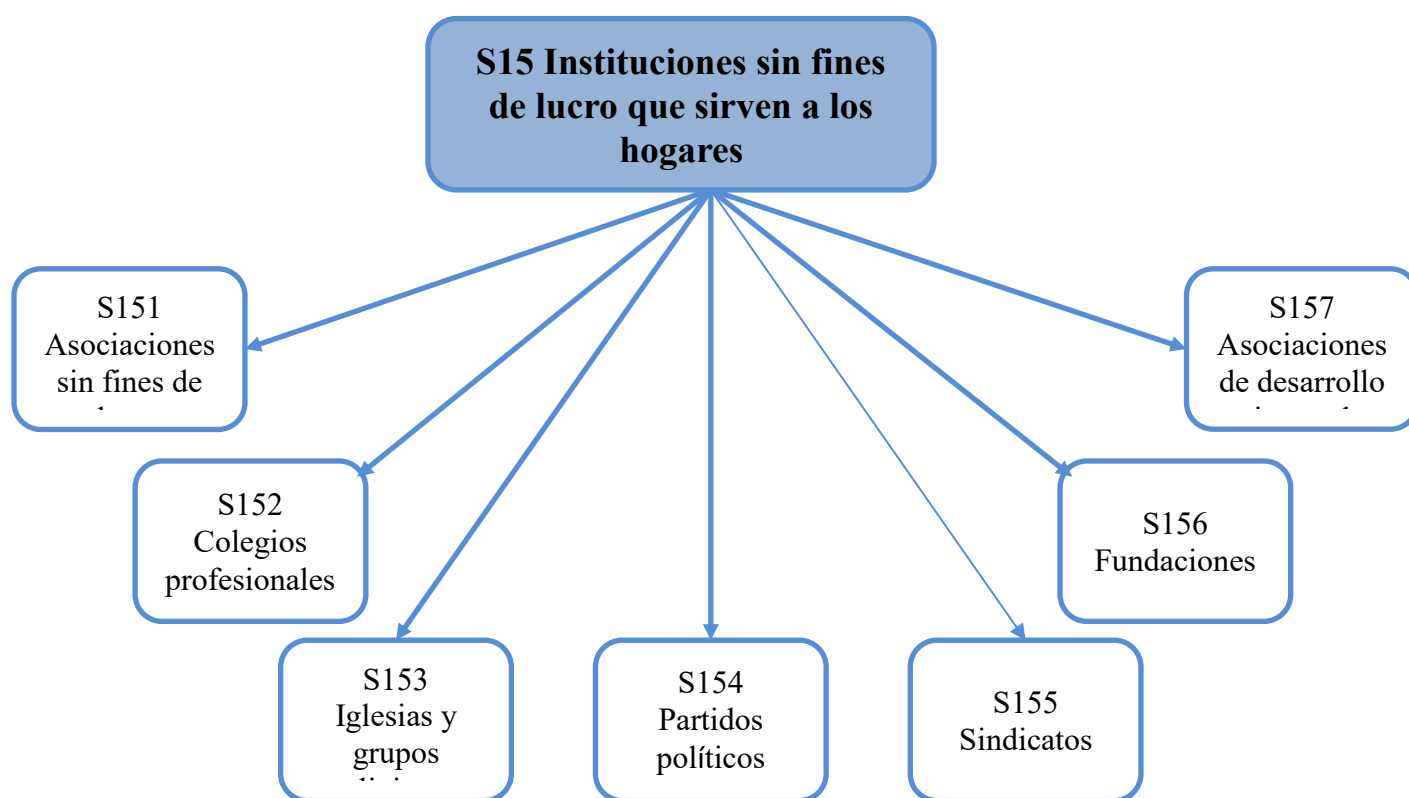 S15 Instituciones sin fines
de lucro que sirven a los
hogares
S151
Asociaciones
sin fines de
S157
Asociaciones
de desarrollo
S152
Colegios
profesionales
S156
Fundaciones
S153
Iglesias y
grupos
S154
Partidos
políticos
S155
Sindicatos